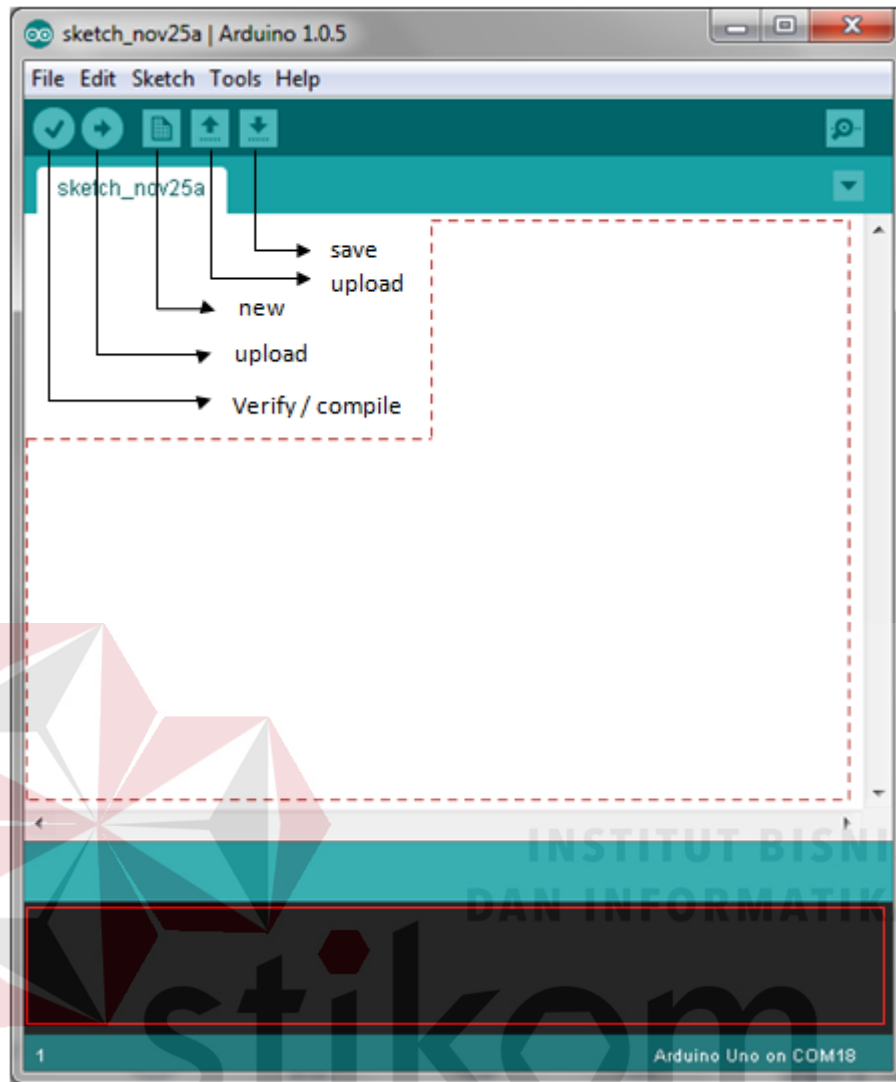 sketch_nov25a | Arduino 1.0.5
File Edit Sketch Tools Help
sketch_nov25a
save
upload
new
upload
Verify / compile
INSTITUT BISNI
DAN INFORMATIK
stikom
1
Arduino Uno on COM18